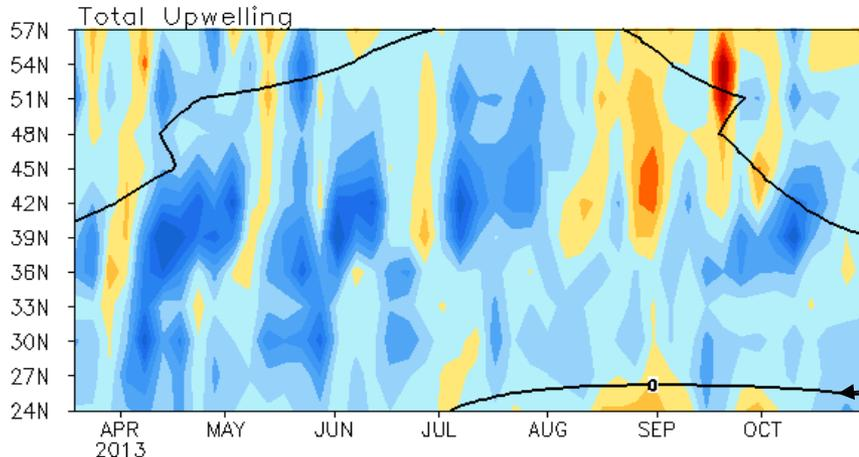 Total Upwelling
57N
54N
51N
48N
45N
42N
39N
36N
33N
30N
27N
24N
0
APR MAY JUN JUL AUG SEP OCT
2013